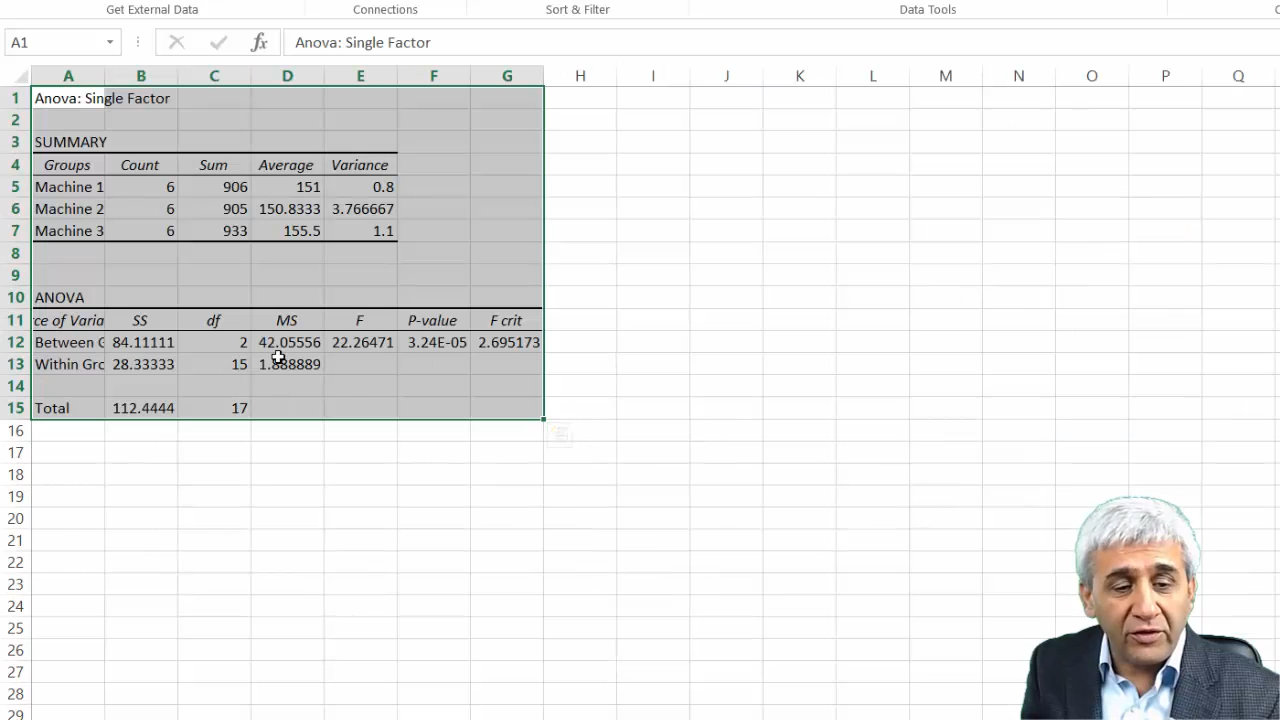 Get External Data Connections Sort & Filter Data Tools
A1 fx Anova: Single Factor
A B C D E F G H I J K L M N O P Q
1 Anova: Single Factor
2
3 SUMMARY
4 Groups Count Sum Average Variance
5 Machine 1 6 906 151 0.8
6 Machine 2 6 905 150.8333 3.766667
7 Machine 3 6 933 155.5 1.1
8
9
10 ANOVA
11 ce of Varia SS df MS F P-value F crit
12 Between G 84.11111 2 42.05556 22.26471 3.24E-05 2.695173
13 Within Gro 28.33333 15 1.888889
14
15 Total 112.4444 17
16
17
18
19
20
21
22
23
24
25
26
27
28
29